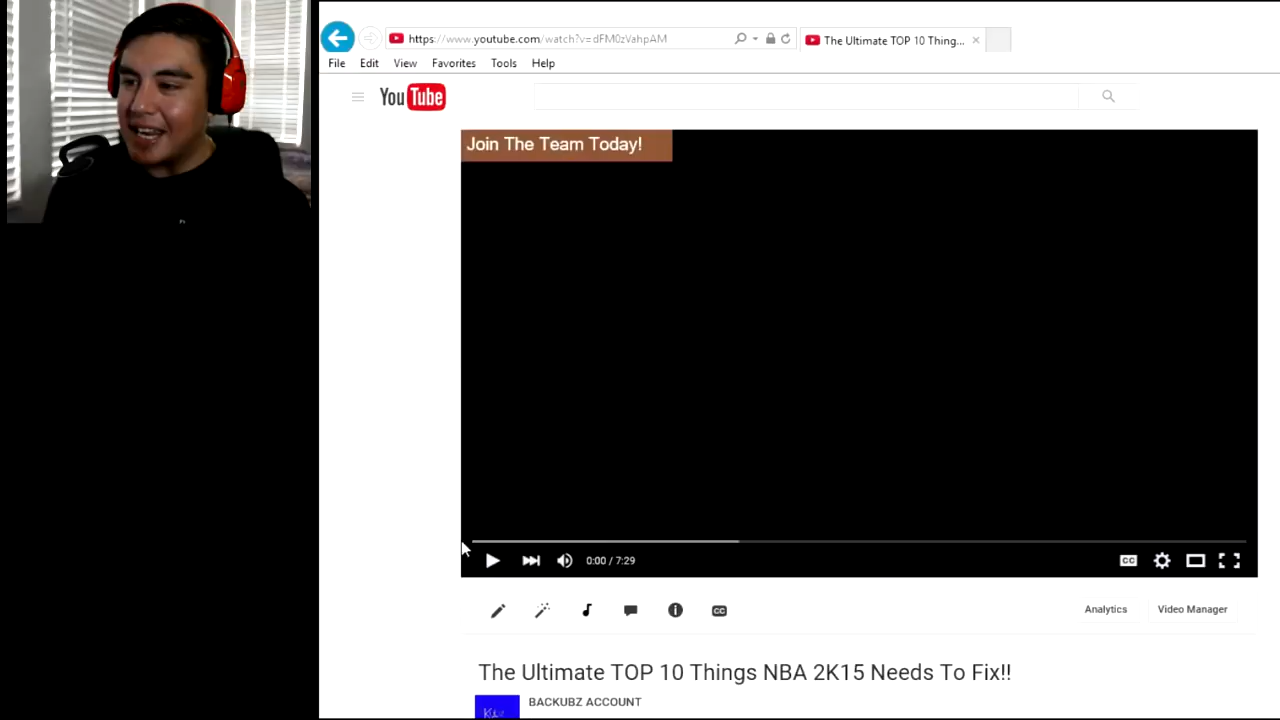 https://www.youtube.com/watch?v=dFM0zVahpAM
The Ultimate TOP 10 Thing...
File Edit View Favorites Tools Help
YouTube
Join The Team Today!
0:00 / 7:29
CC
CC
Analytics Video Manager
The Ultimate TOP 10 Things NBA 2K15 Needs To Fix!!
BACKUBZ ACCOUNT